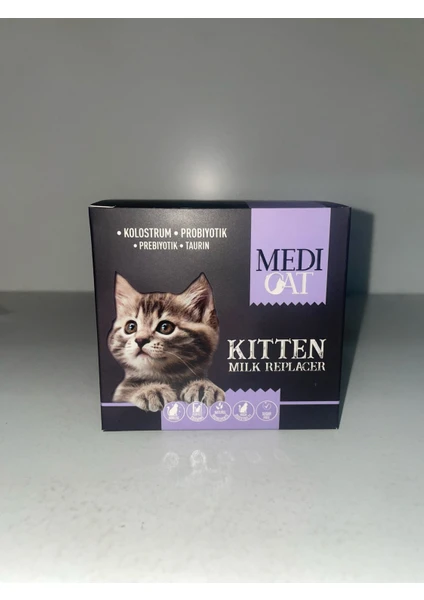 • KOLOSTRUM • PROBIYOTIK
• PREBIYOTIK • TAURIN
MEDI
CAT
KITTEN
MILK REPLACER